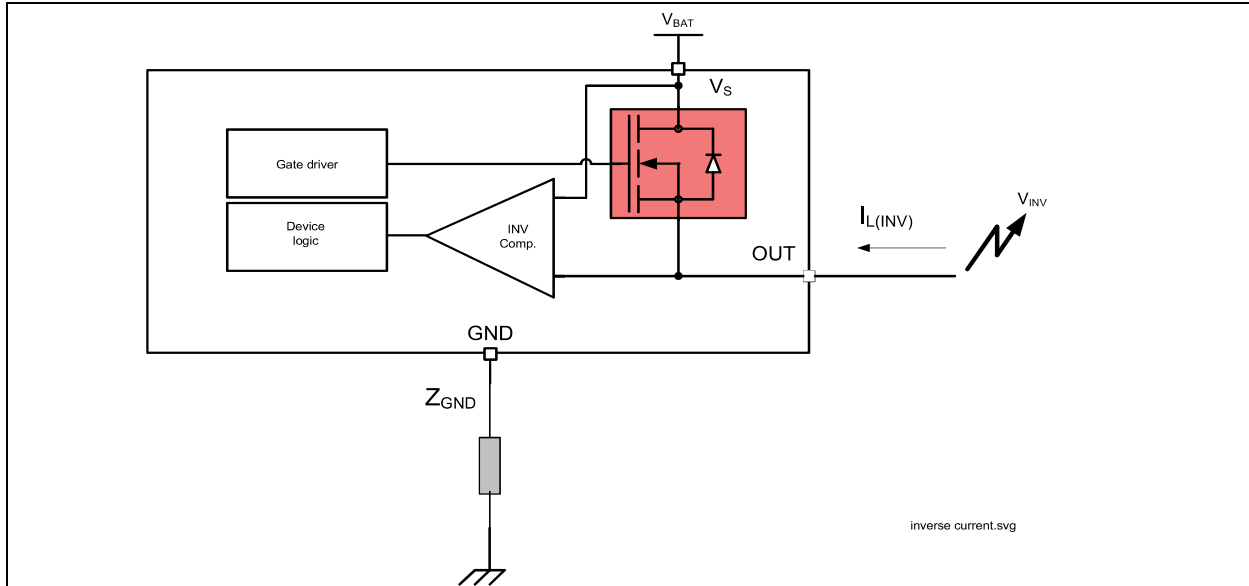 VBAT
VS
Gate driver
Device
logic
INV
Comp.
VINV
IL(INV)
OUT
GND
ZGND
inverse current.svg